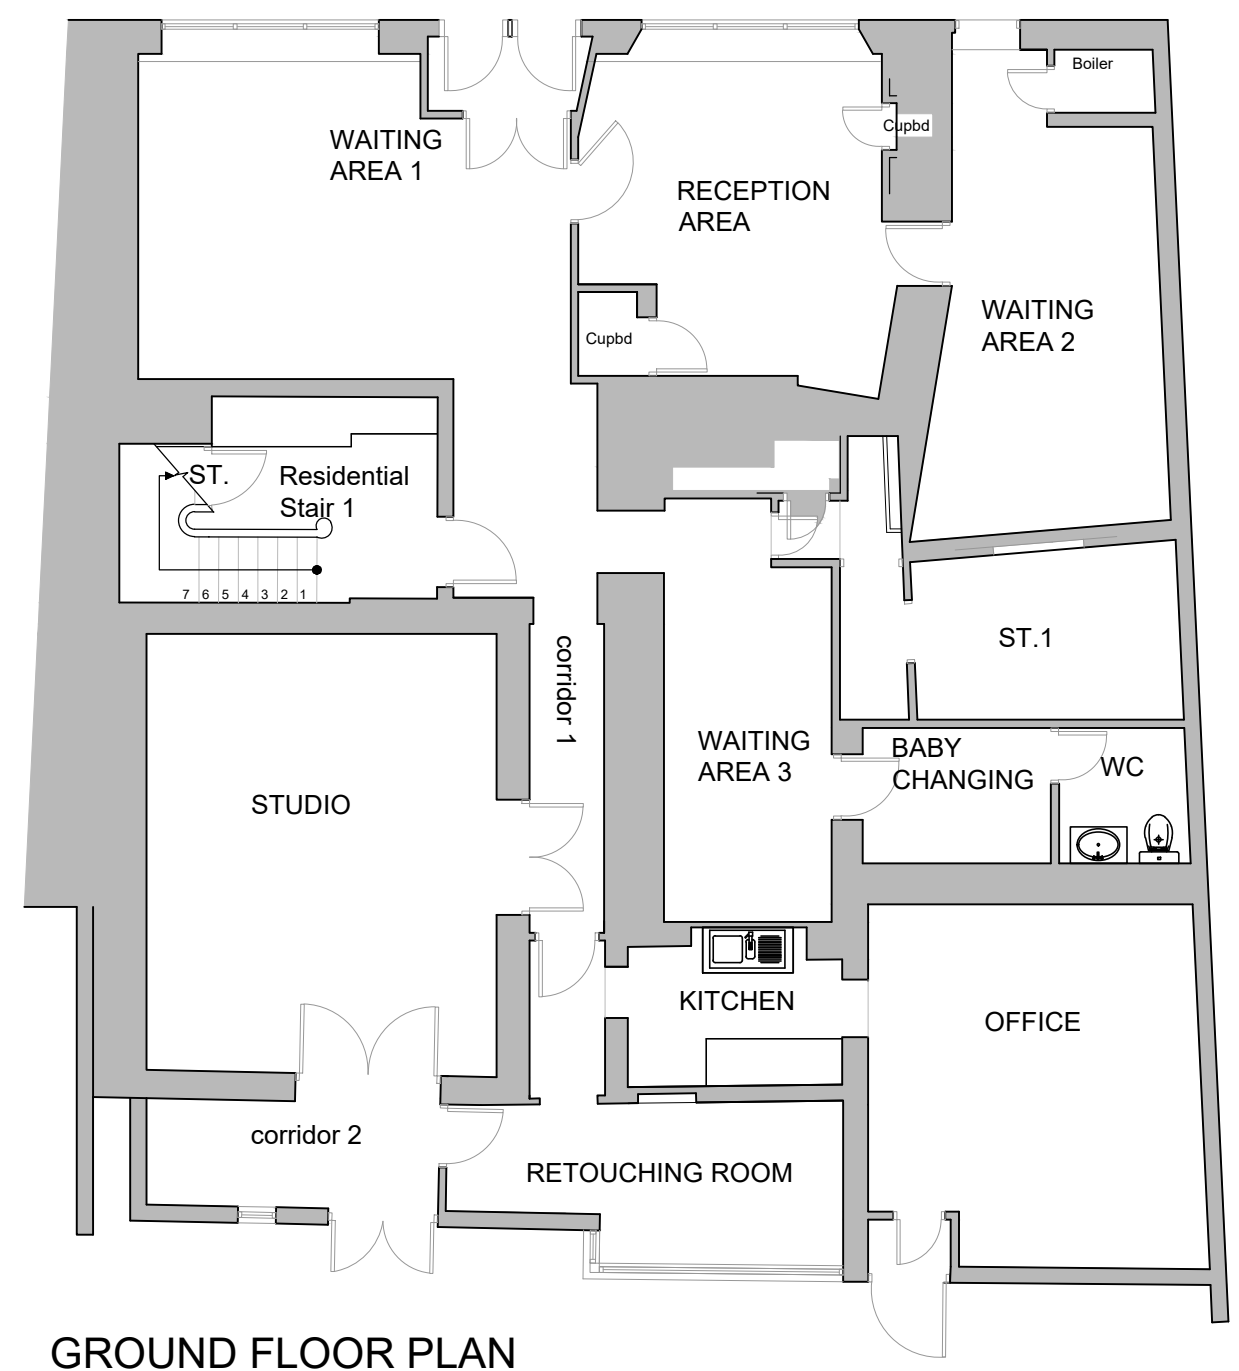 Boiler
Cupbd
WAITING
AREA 1
RECEPTION
AREA
WAITING
AREA 2
Cupbd
ST.
Residential
Stair 1
7 6 5 4 3 2 1
corridor 1
ST.1
WAITING
AREA 3
BABY
CHANGING
WC
STUDIO
KITCHEN
OFFICE
corridor 2
RETOUCHING ROOM
GROUND FLOOR PLAN